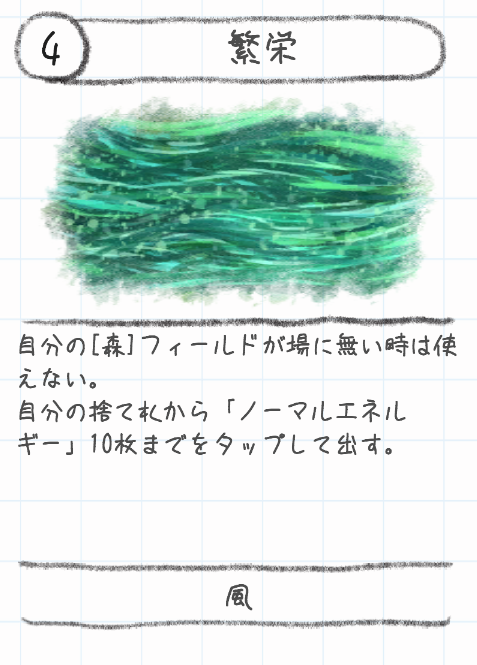 4
繁栄
自分の[森]フィールドが場に無い時は使
えない。
自分の捨て札から「ノーマルエネル
ギー」10枚までをタップして出す。
風